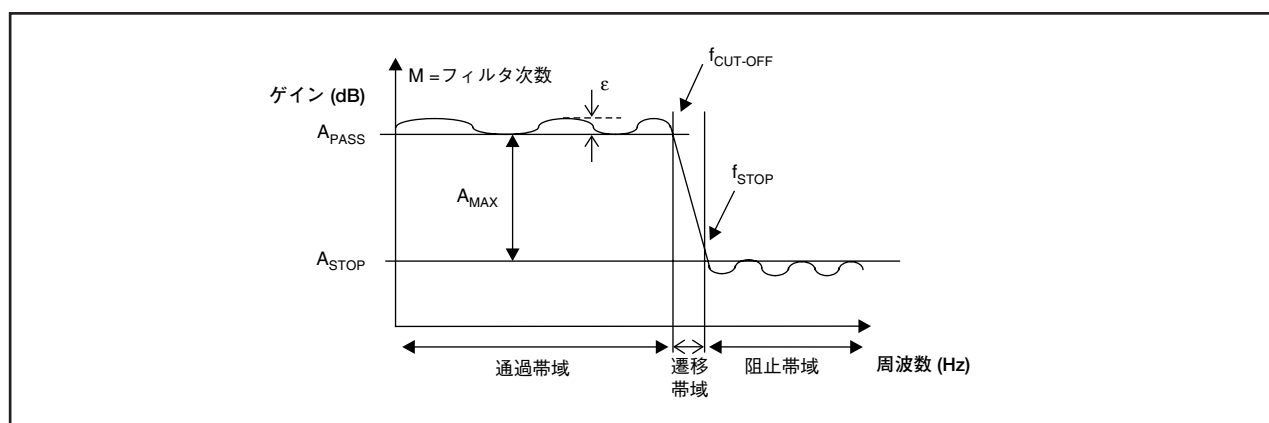 f_CUT-OFF
M =フィルタ次数
ε
ゲイン (dB)
A_PASS
f_STOP
A_MAX
A_STOP
通過帯域
遷移
帯域
阻止帯域
周波数 (Hz)